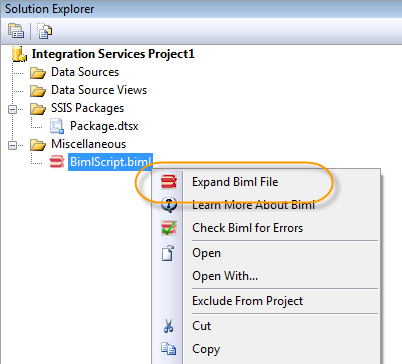 Solution Explorer
Integration Services Project1
Data Sources
Data Source Views
SSIS Packages
Package.dtsx
Miscellaneous
BimlScript.biml
Expand Biml File
Learn More About Biml
Check Biml for Errors
Open
Open With...
Exclude From Project
Cut
Copy